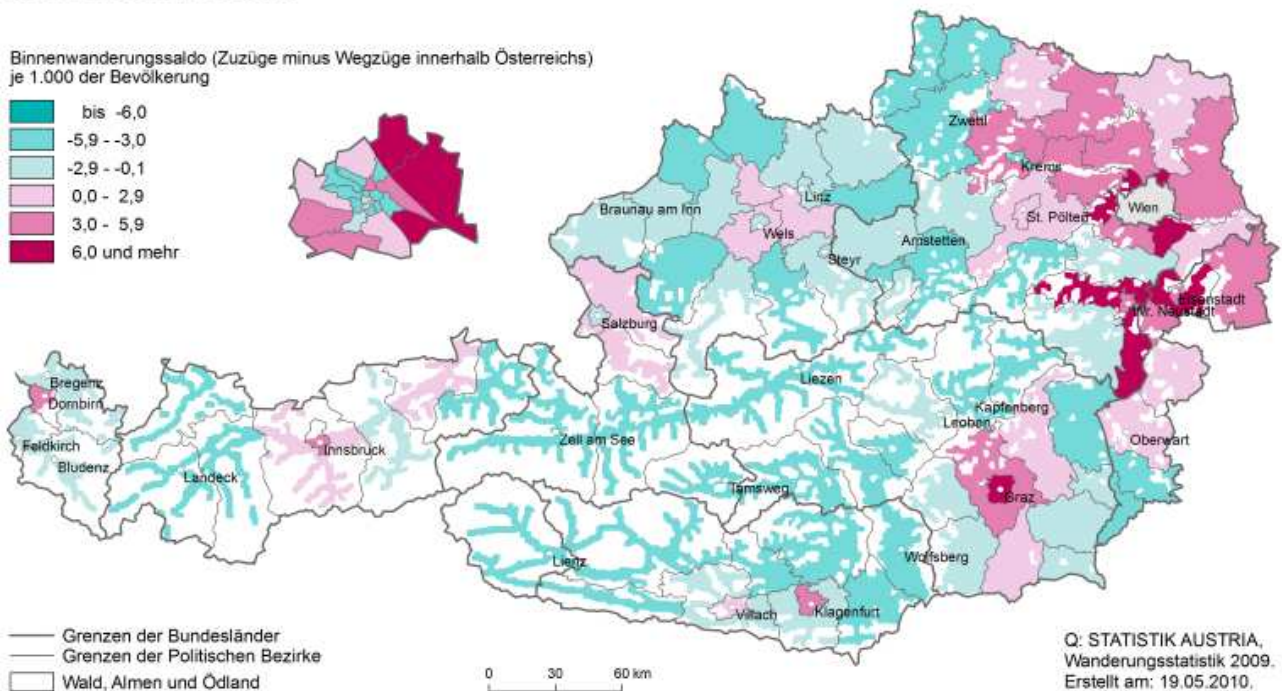 Binnenwanderungssaldo (Zuzüge minus Wegzüge innerhalb Österreichs)
je 1.000 der Bevölkerung
bis -6,0
-5,9 - -3,0
-2,9 - -0,1
0,0 - 2,9
3,0 - 5,9
6,0 und mehr
Zwettl
Krems
Linz
Braunau am Inn
St. Pölten
Wien
Wels
Amstetten
Steyr
Eisenstadt
Wr. Neustadt
Salzburg
Bregenz
Dornbirn
Liezen
Kapfenberg
Leoben
Feldkirch
Bludenz
Innsbruck
Zell am See
Oberwart
Landeck
Tamsweg
Graz
Lienz
Wolfsberg
Villach
Klagenfurt
Grenzen der Bundesländer
Grenzen der Politischen Bezirke
Wald, Almen und Ödland
0 30 60 km
Q: STATISTIK AUSTRIA,
Wanderungsstatistik 2009.
Erstellt am: 19.05.2010.